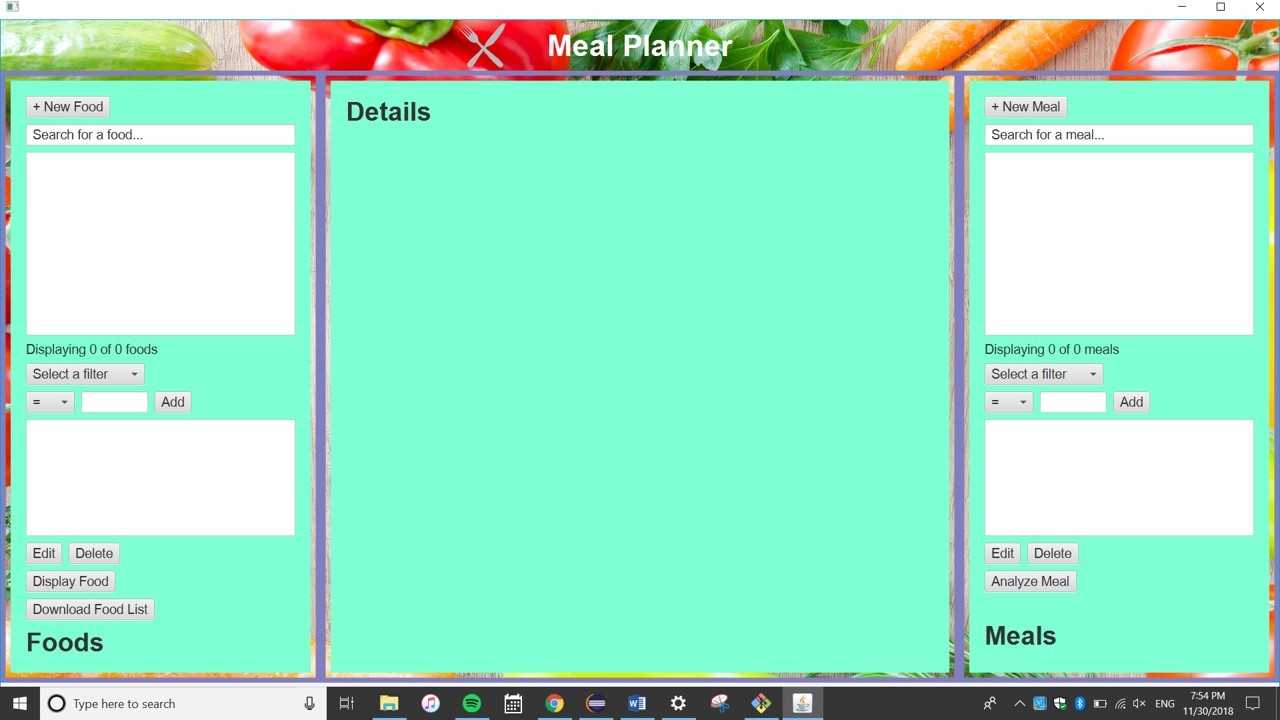 Meal Planner
+ New Food
Search for a food...
Displaying 0 of 0 foods
Select a filter
= Add
Edit Delete
Display Food
Download Food List
Foods
Details
+ New Meal
Search for a meal...
Displaying 0 of 0 meals
Select a filter
= Add
Edit Delete
Analyze Meal
Meals
Type here to search
ENG
7:54 PM
11/30/2018